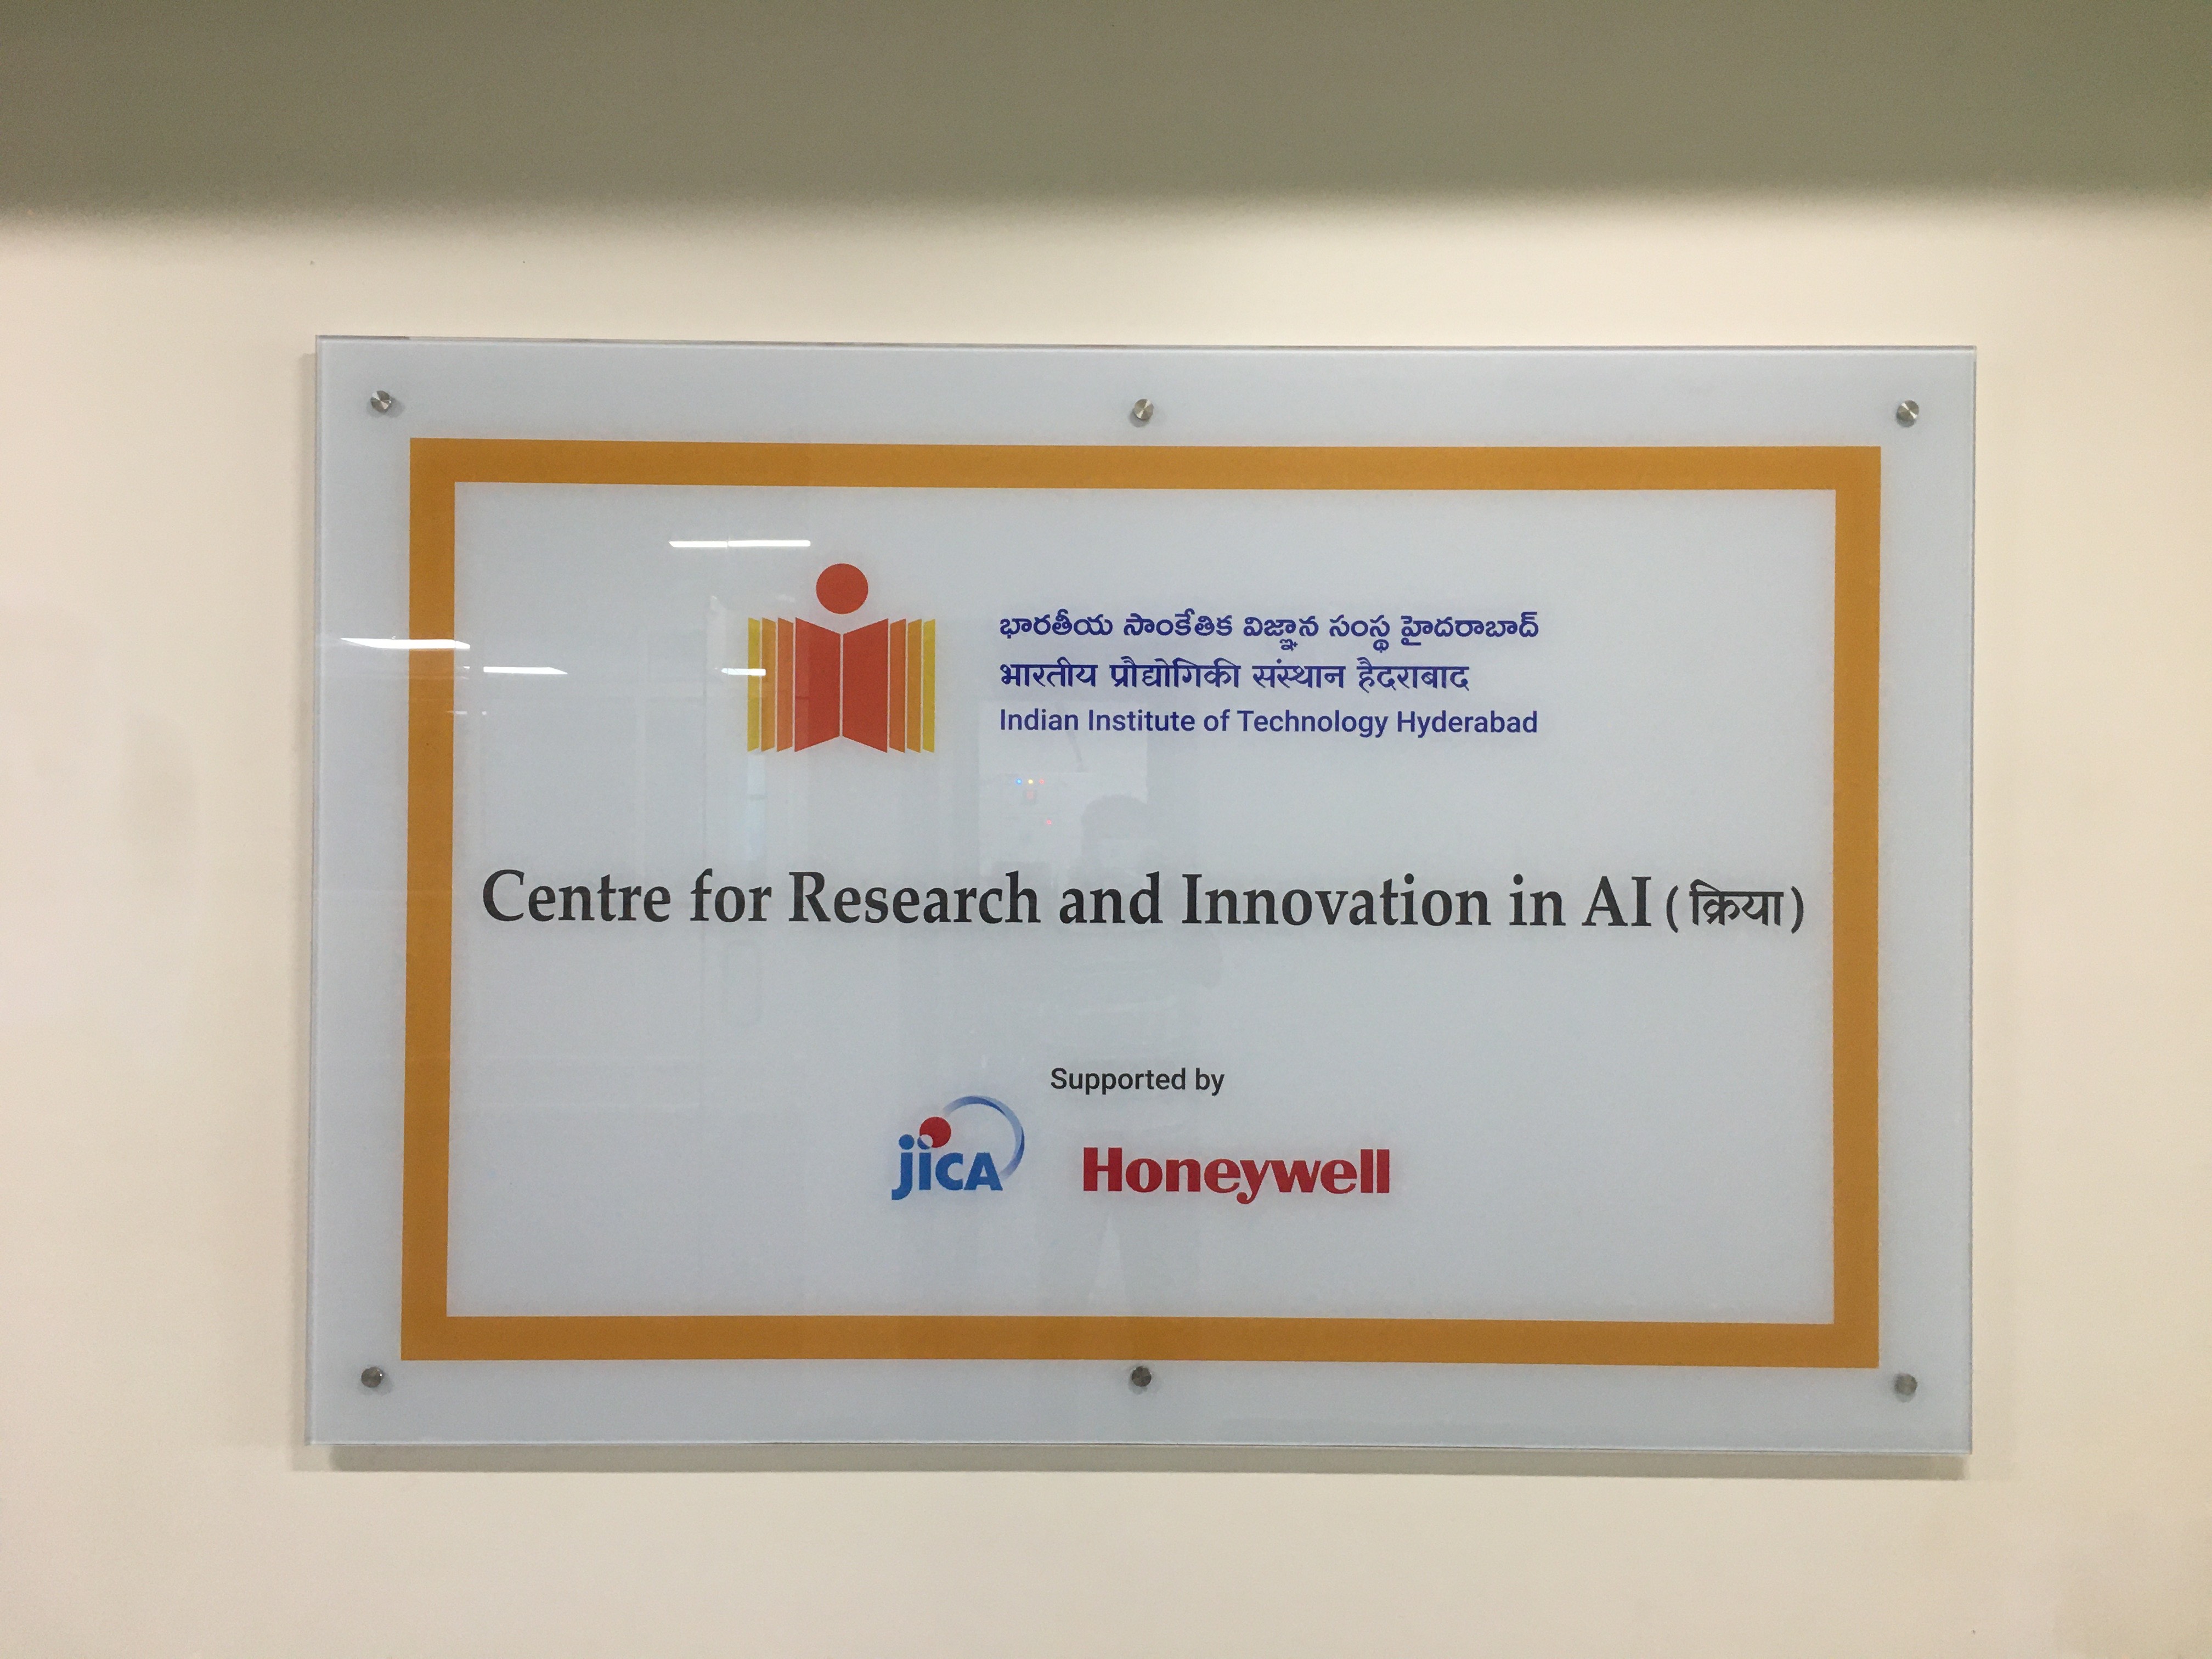 భారతీయ సాంకేతిక విజ్ఞాన సంస్థ హైదరాబాద్
भारतीय प्रौद्योगिकी संस्थान हैदराबाद
Indian Institute of Technology Hyderabad
Centre for Research and Innovation in AI (क्रिया)
Supported by
jica Honeywell